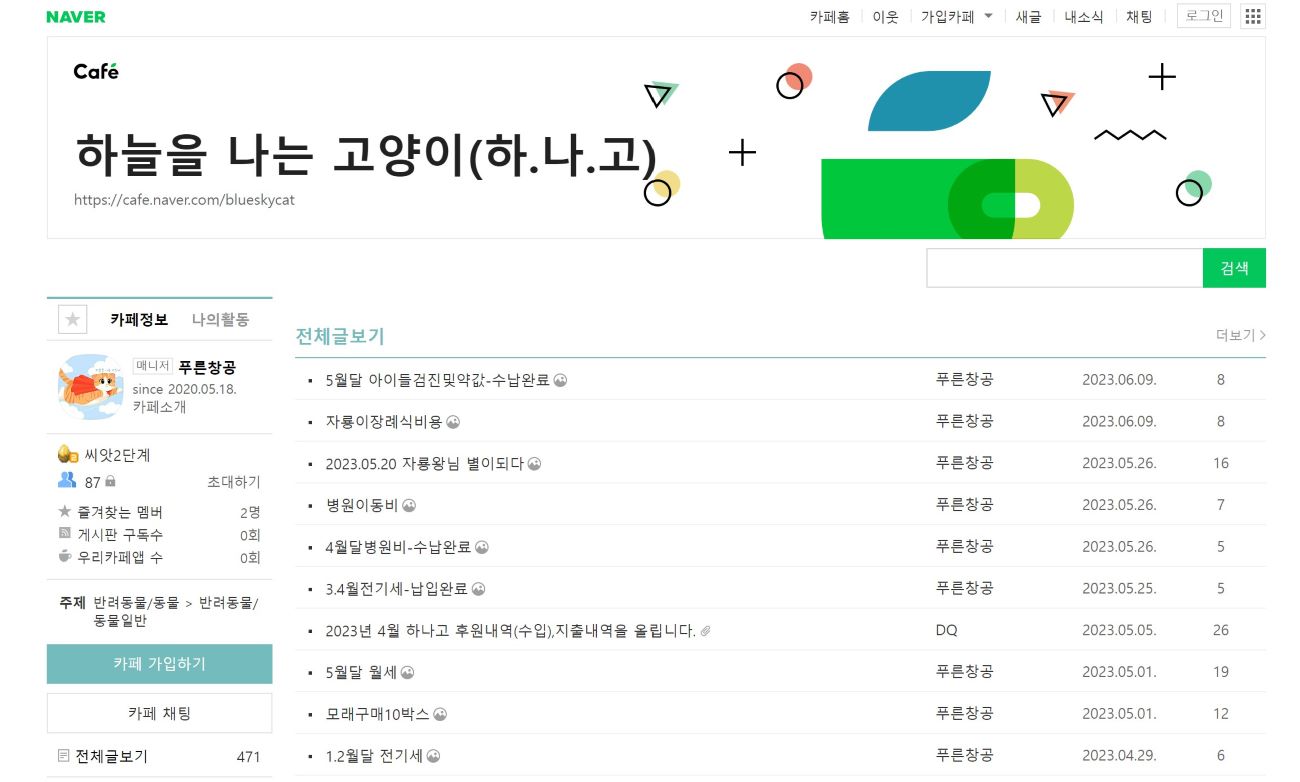 NAVER
카페홈 이웃 가입카페 새글 내소식 채팅 로그인
Café
하늘을 나는 고양이(하.나.고)
https://cafe.naver.com/blueskycat
검색
카페정보 나의활동
매니저 푸른창공
since 2020.05.18.
카페소개
씨앗2단계
87 초대하기
즐겨찾는 멤버 2명
게시판 구독수 0회
우리카페앱 수 0회
주제 반려동물/동물 > 반려동물/
동물일반
카페 가입하기
카페 채팅
전체글보기 471
전체글보기 더보기 >
5월달 아이들검진및약값-수납완료 푸른창공 2023.06.09. 8
자룡이장례식비용 푸른창공 2023.06.09. 8
2023.05.20 자룡왕님 별이되다 푸른창공 2023.05.26. 16
병원이동비 푸른창공 2023.05.26. 7
4월달병원비-수납완료 푸른창공 2023.05.26. 5
3.4월전기세-납입완료 푸른창공 2023.05.25. 5
2023년 4월 하나고 후원내역(수입),지출내역을 올립니다. DQ 2023.05.05. 26
5월달 월세 푸른창공 2023.05.01. 19
모래구매10박스 푸른창공 2023.05.01. 12
1.2월달 전기세 푸른창공 2023.04.29. 6